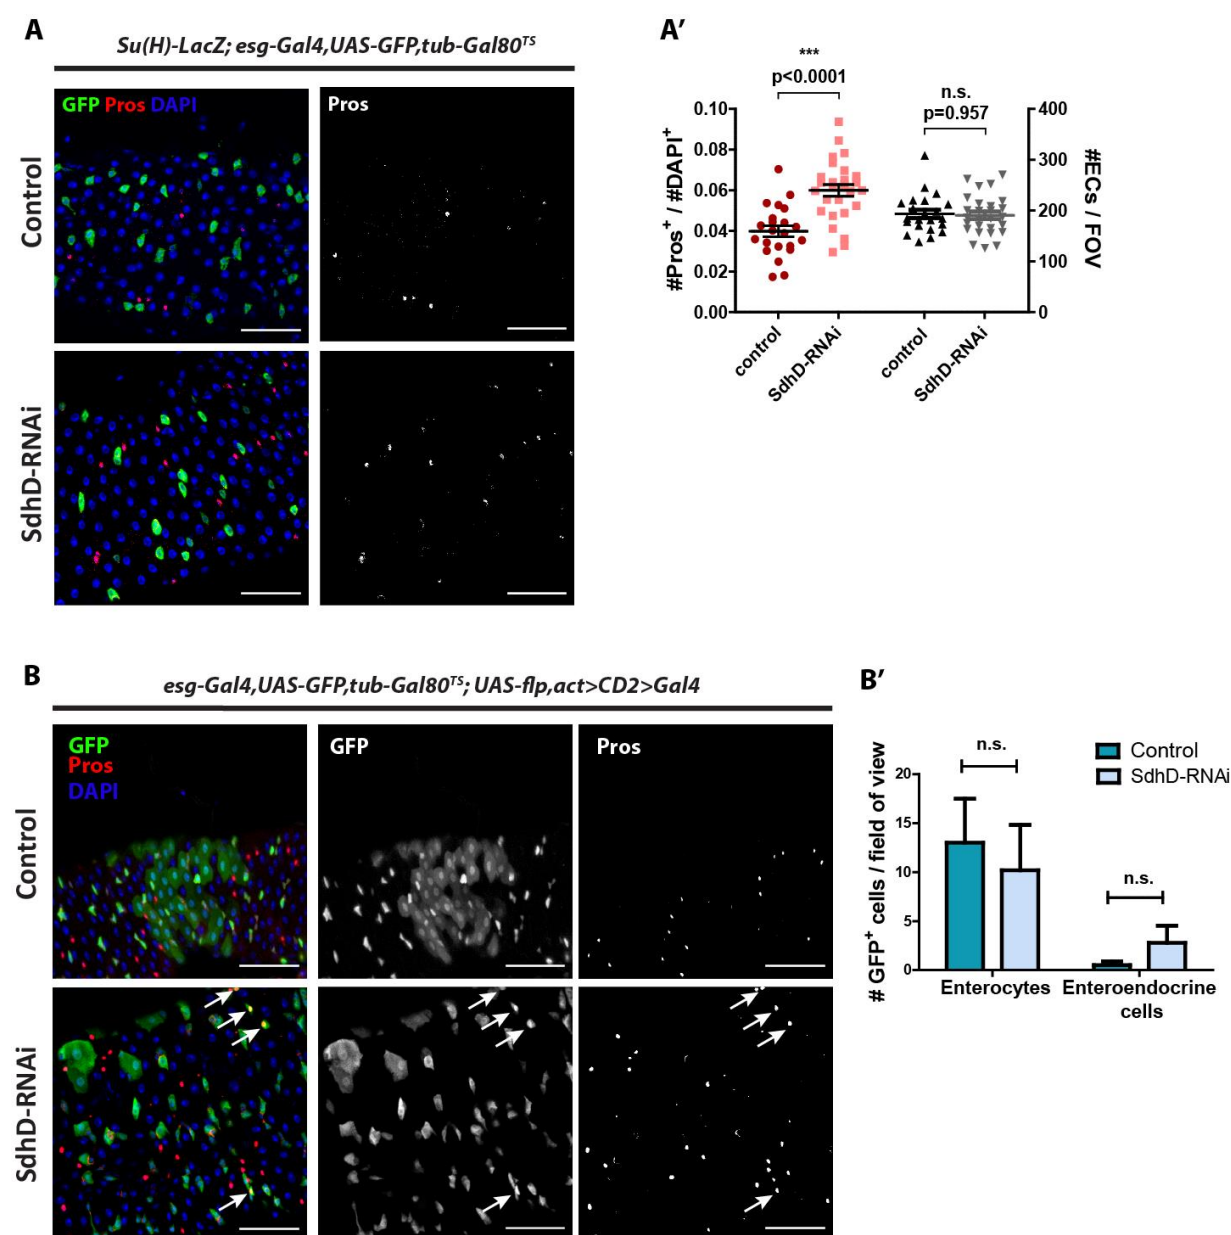 A
Su(H)-LacZ; esg-Gal4,UAS-GFP,tub-Gal80TS
GFP Pros DAPI
Pros
Control
SdhD-RNAi
A′
***
p<0.0001
n.s.
p=0.957
#Pros+ / #DAPI+
0.10
0.08
0.06
0.04
0.02
0.00
400
300
200
100
0
#ECs / FOV
control
SdhD-RNAi
control
SdhD-RNAi
B
esg-Gal4,UAS-GFP,tub-Gal80TS; UAS-flp,act>CD2>Gal4
GFP
Pros
DAPI
GFP
Pros
Control
SdhD-RNAi
B′
# GFP+ cells / field of view
20
15
10
5
0
n.s.
n.s.
Control
SdhD-RNAi
Enterocytes
Enteroendocrine
cells